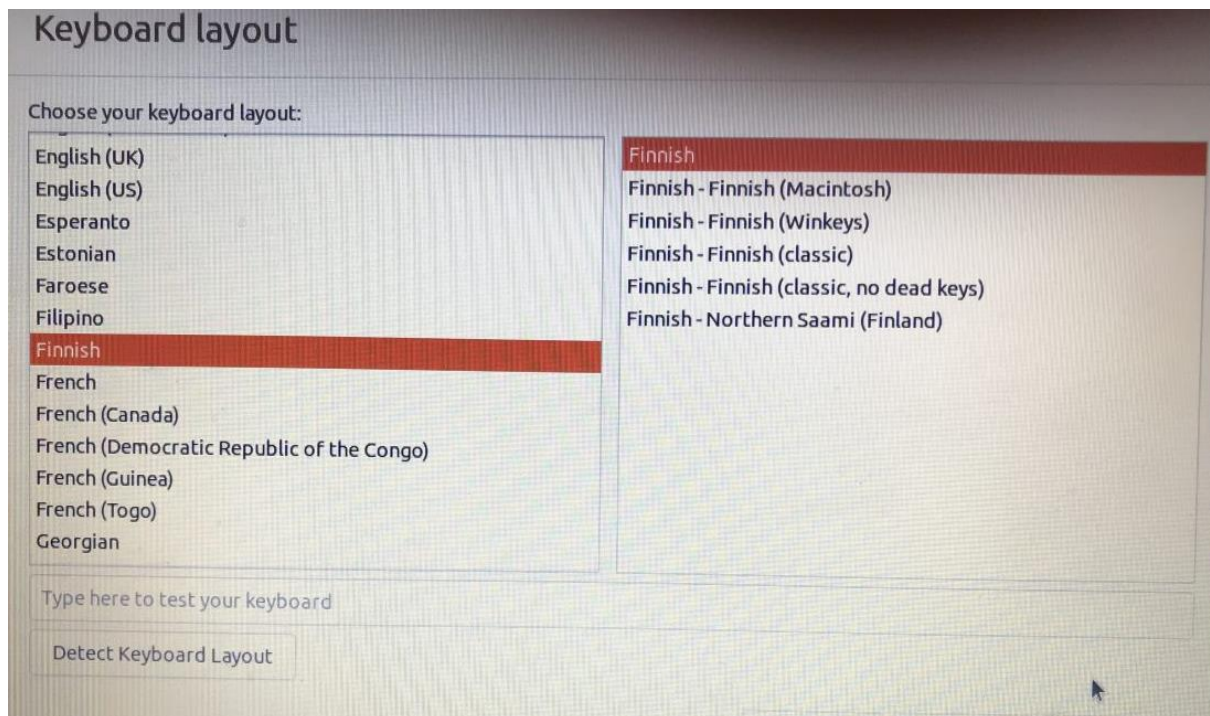 Keyboard layout
Choose your keyboard layout:
English (UK)
English (US)
Esperanto
Estonian
Faroese
Filipino
Finnish
French
French (Canada)
French (Democratic Republic of the Congo)
French (Guinea)
French (Togo)
Georgian
Finnish
Finnish - Finnish (Macintosh)
Finnish - Finnish (Winkeys)
Finnish - Finnish (classic)
Finnish - Finnish (classic, no dead keys)
Finnish - Northern Saami (Finland)
Type here to test your keyboard
Detect Keyboard Layout